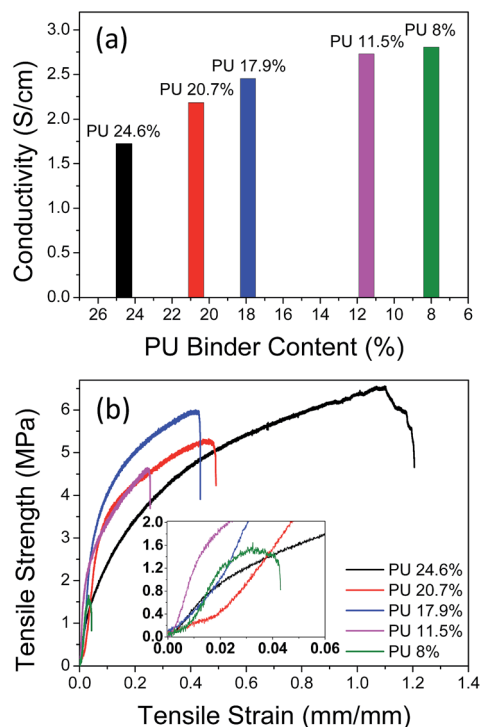 (a)
PU 24.6%
PU 20.7%
PU 17.9%
PU 11.5%
PU 8%
Conductivity (S/cm)
3.0
2.5
2.0
1.5
1.0
0.5
0.0
26 24 22 20 18 16 14 12 10 8 6
PU Binder Content (%)
(b)
Tensile Strength (MPa)
6
5
4
3
2
1
0
2.0
1.6
1.2
0.8
0.4
0.0
0.00 0.02 0.04 0.06
PU 24.6%
PU 20.7%
PU 17.9%
PU 11.5%
PU 8%
0.0 0.2 0.4 0.6 0.8 1.0 1.2 1.4
Tensile Strain (mm/mm)